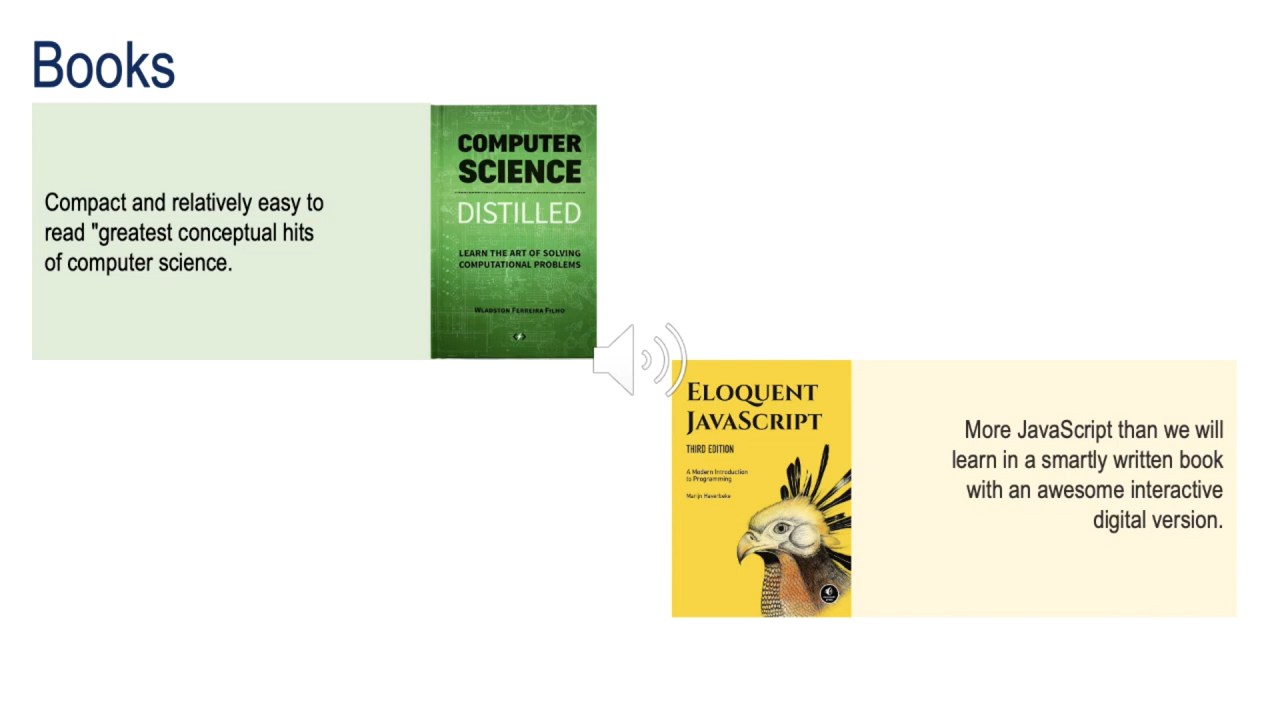 Books
Compact and relatively easy to
read "greatest conceptual hits
of computer science.
COMPUTER
SCIENCE
DISTILLED
LEARN THE ART OF SOLVING
COMPUTATIONAL PROBLEMS
WLADSTON FERREIRA FILHO
ELOQUENT
JAVASCRIPT
THIRD EDITION
A Modern Introduction
to Programming
Marijn Haverbeke
More JavaScript than we will
learn in a smartly written book
with an awesome interactive
digital version.